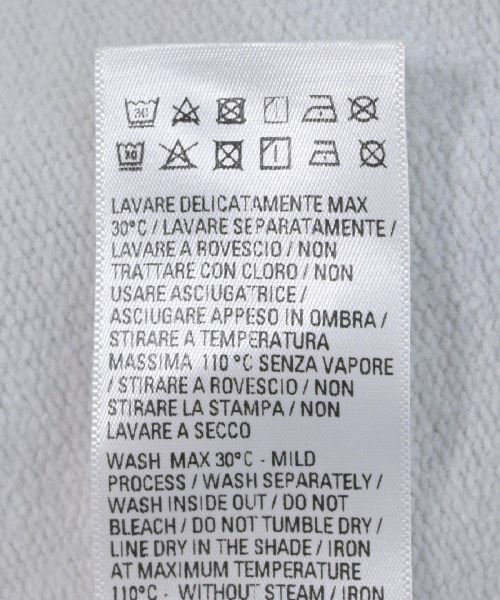 30
30
LAVARE DELICATAMENTE MAX
30°C / LAVARE SEPARATAMENTE /
LAVARE A ROVESCIO / NON
TRATTARE CON CLORO / NON
USARE ASCIUGATRICE /
ASCIUGARE APPESO IN OMBRA /
STIRARE A TEMPERATURA
MASSIMA 110 °C SENZA VAPORE
/ STIRARE A ROVESCIO / NON
STIRARE LA STAMPA / NON
LAVARE A SECCO
WASH MAX 30°C - MILD
PROCESS / WASH SEPARATELY /
WASH INSIDE OUT / DO NOT
BLEACH / DO NOT TUMBLE DRY /
LINE DRY IN THE SHADE / IRON
AT MAXIMUM TEMPERATURE
110°C - WITHOUT STEAM / IRON